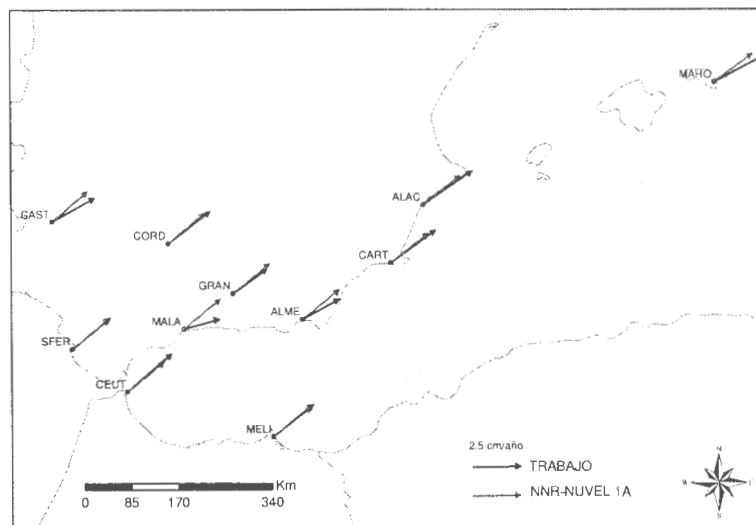 MAHO
ALAC
GAST
CORD
CART
GRAN
MALA
ALME
SFER
CEUT
MELI
2.5 cm/año
TRABAJO
NNR-NUVEL 1A
Km
0 85 170 340
N
W E
S